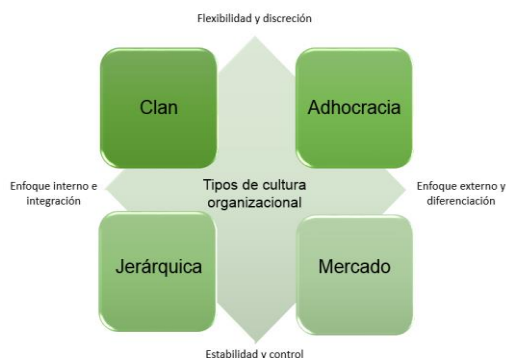 Flexibilidad y discreción
Clan
Adhocracia
Enfoque interno e
integración
Tipos de cultura
organizacional
Enfoque externo y
diferenciación
Jerárquica
Mercado
Estabilidad y control